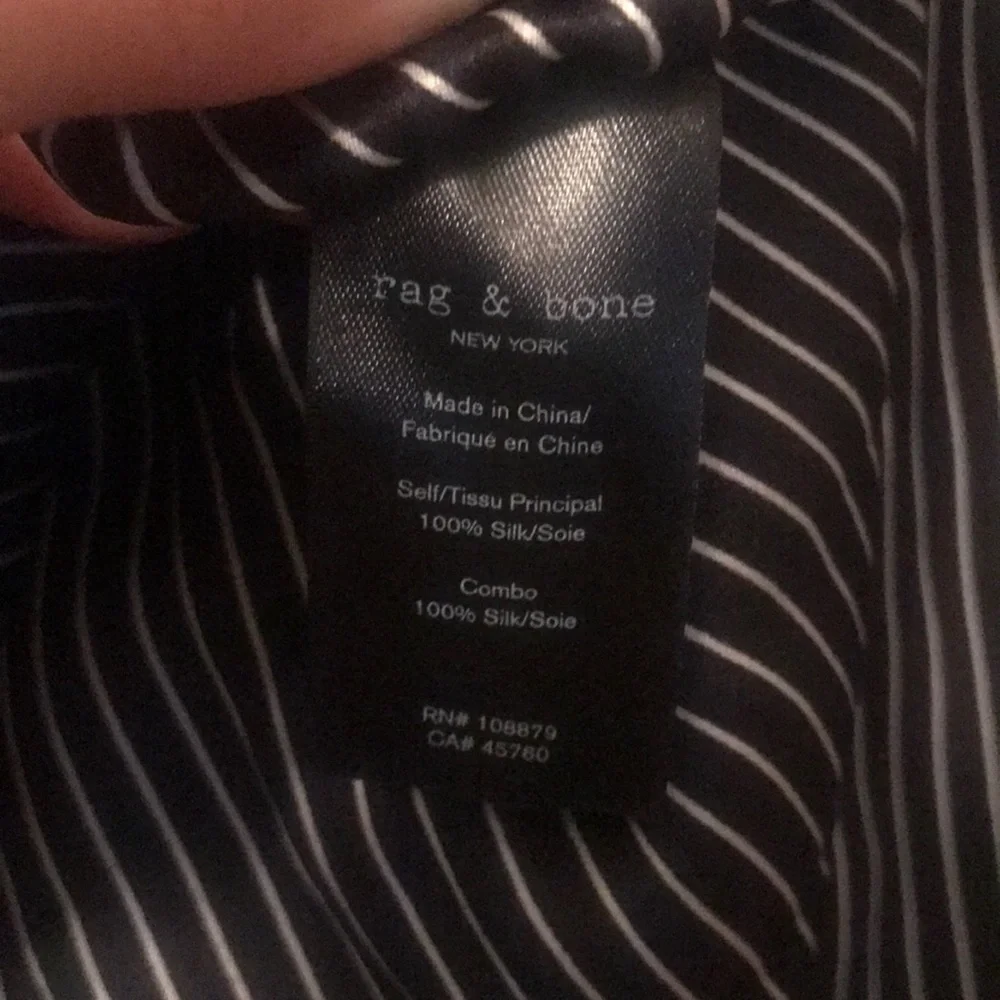 rag & bone
NEW YORK
Made in China/
Fabriqué en Chine
Self/Tissu Principal
100% Silk/Soie
Combo
100% Silk/Soie
RN# 108879
CA# 45760